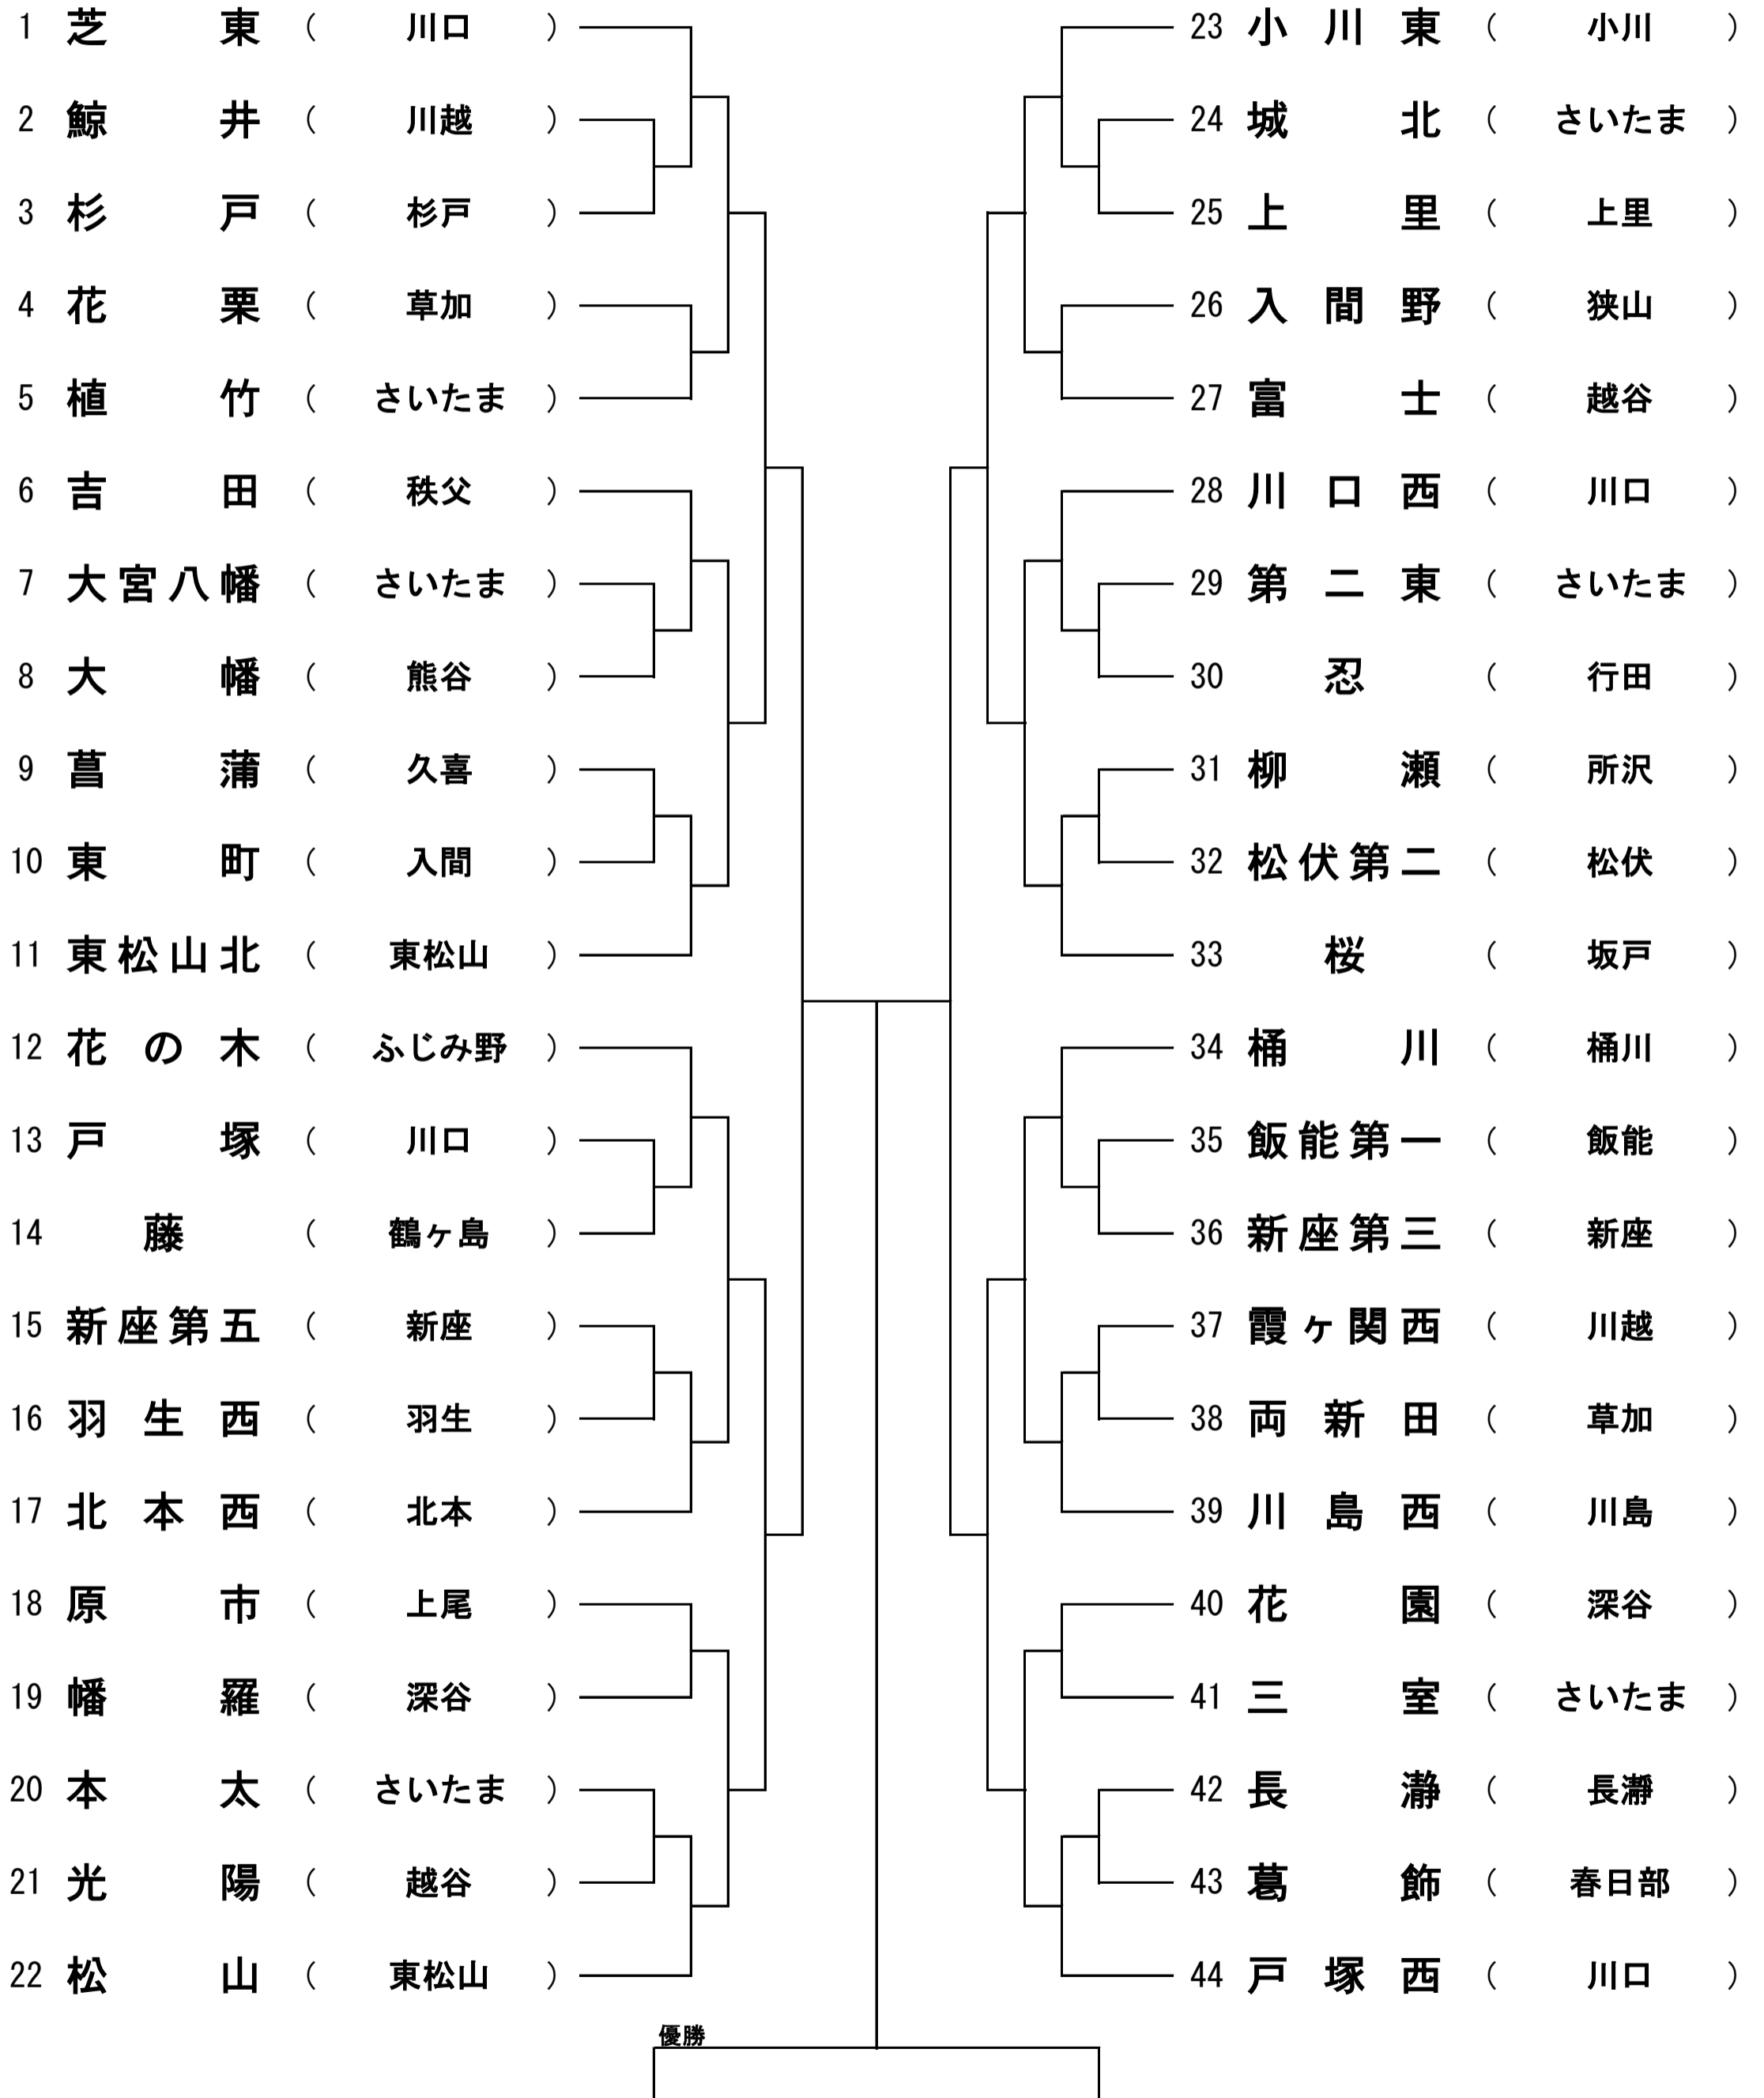 1 芝東 ( 川口 )
2 鯨井 ( 川越 )
3 杉戸 ( 杉戸 )
4 花栗 ( 草加 )
5 植竹 ( さいたま )
6 吉田 ( 秩父 )
7 大宮八幡 ( さいたま )
8 大幡 ( 熊谷 )
9 菖蒲 ( 久喜 )
10 東町 ( 入間 )
11 東松山北 ( 東松山 )
12 花の木 ( ふじみ野 )
13 戸塚 ( 川口 )
14 藤 ( 鶴ヶ島 )
15 新座第五 ( 新座 )
16 羽生西 ( 羽生 )
17 北本西 ( 北本 )
18 原市 ( 上尾 )
19 幡羅 ( 深谷 )
20 本太 ( さいたま )
21 光陽 ( 越谷 )
22 松山 ( 東松山 )
23 小川東 ( 小川 )
24 城北 ( さいたま )
25 上里 ( 上里 )
26 入間野 ( 狭山 )
27 富士 ( 越谷 )
28 川口西 ( 川口 )
29 第二東 ( さいたま )
30 忍 ( 行田 )
31 柳瀬 ( 所沢 )
32 松伏第二 ( 松伏 )
33 桜 ( 坂戸 )
34 桶川 ( 桶川 )
35 飯能第一 ( 飯能 )
36 新座第三 ( 新座 )
37 霞ヶ関西 ( 川越 )
38 両新田 ( 草加 )
39 川島西 ( 川島 )
40 花園 ( 深谷 )
41 三室 ( さいたま )
42 長瀞 ( 長瀞 )
43 葛飾 ( 春日部 )
44 戸塚西 ( 川口 )
優勝